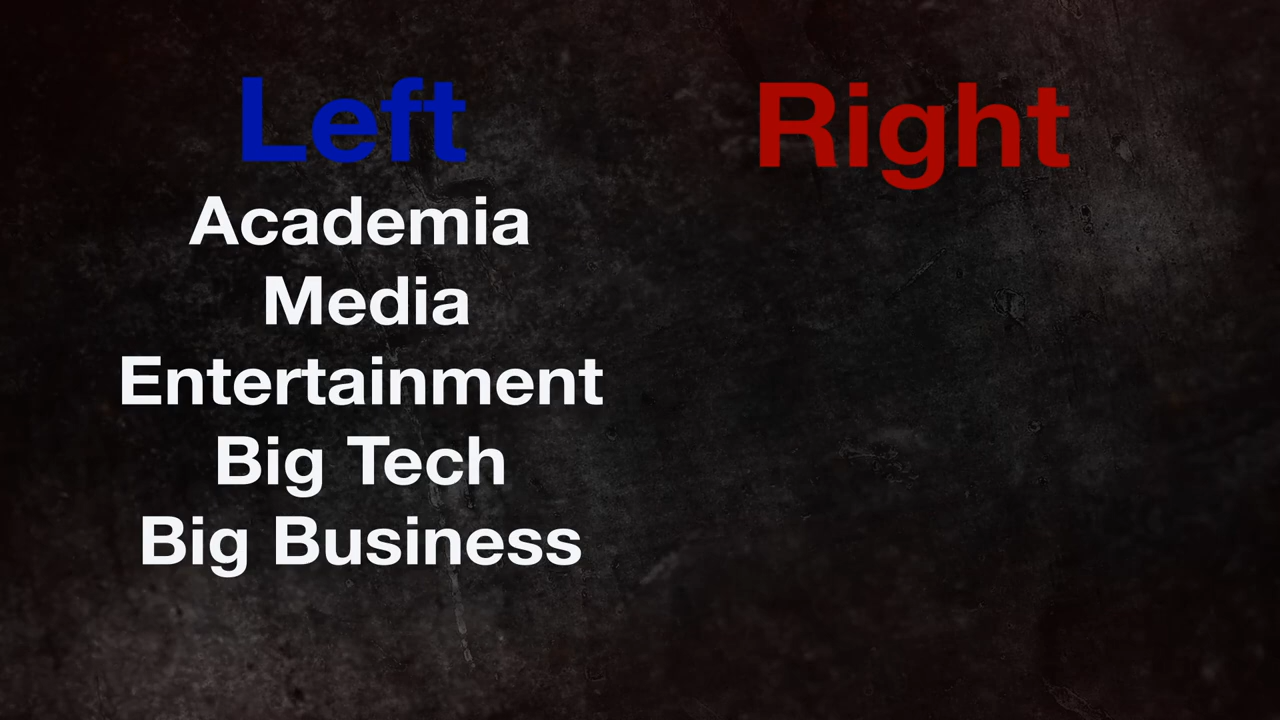 Left
Right
Academia
Media
Entertainment
Big Tech
Big Business